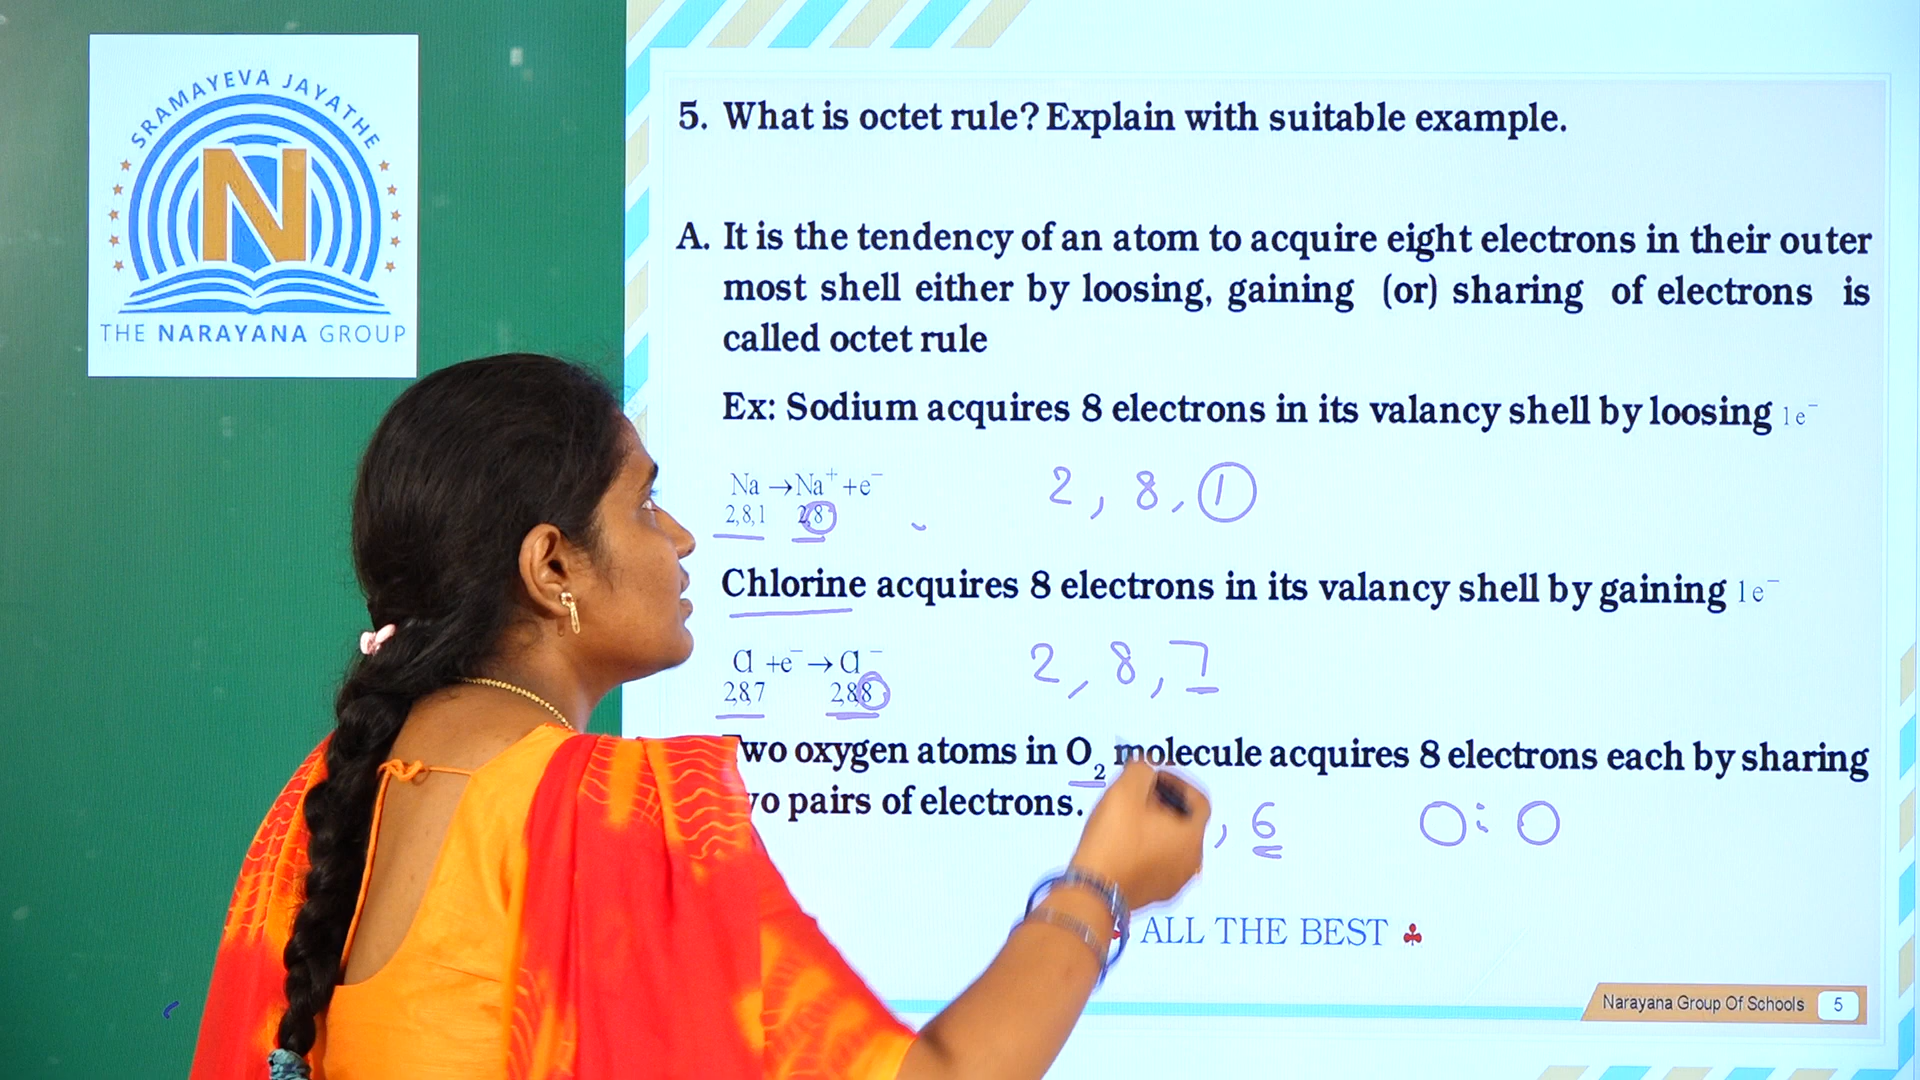 SRAMAYEVA JAYATHE
N
THE NARAYANA GROUP
5. What is octet rule? Explain with suitable example.
A. It is the tendency of an atom to acquire eight electrons in their outer
most shell either by loosing, gaining (or) sharing of electrons is
called octet rule
Ex: Sodium acquires 8 electrons in its valancy shell by loosing 1e⁻
Na →Na⁺ +e⁻
2,8,1 2,8 2, 8, 1
Chlorine acquires 8 electrons in its valancy shell by gaining 1e⁻
Cl +e⁻→Cl⁻
2,8,7 2,8,8 2, 8, 7
wo oxygen atoms in O₂ molecule acquires 8 electrons each by sharing
o pairs of electrons. , 6 O:O
ALL THE BEST ♣
Narayana Group Of Schools 5